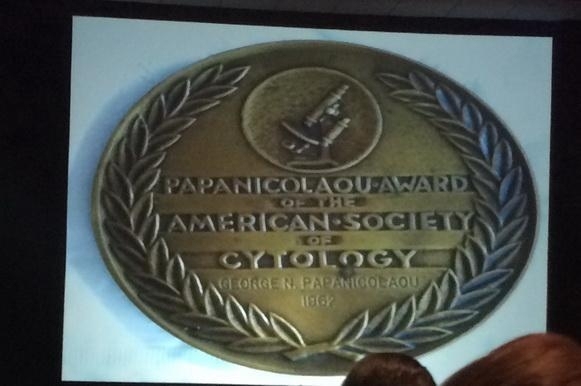 PAPANICOLAOU·AWARD
OF THE
AMERICAN·SOCIETY
OF
CYTOLOGY
GEORGE N. PAPANICOLAOU
1962